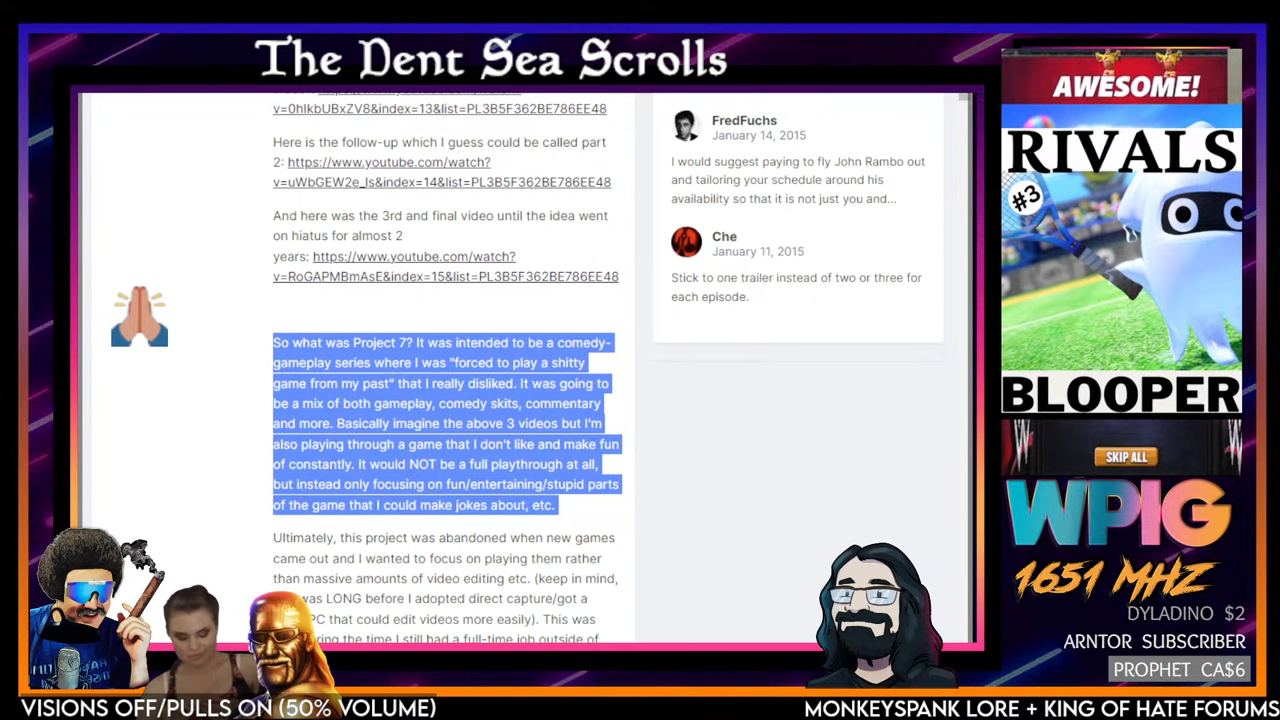 The Dent Sea Scrolls
v=0hIkbUBxZV8&index=13&list=PL3B5F362BE786EE48
Here is the follow-up which I guess could be called part
2: https://www.youtube.com/watch?
v=uWbGEW2e_Is&index=14&list=PL3B5F362BE786EE48
And here was the 3rd and final video until the idea went
on hiatus for almost 2
years: https://www.youtube.com/watch?
v=RoGAPMBmAsE&index=15&list=PL3B5F362BE786EE48
So what was Project 7? It was intended to be a comedy-
gameplay series where I was "forced to play a shitty
game from my past" that I really disliked. It was going to
be a mix of both gameplay, comedy skits, commentary
and more. Basically imagine the above 3 videos but I'm
also playing through a game that I don't like and make fun
of constantly. It would NOT be a full playthrough at all,
but instead only focusing on fun/entertaining/stupid parts
of the game that I could make jokes about, etc.
Ultimately, this project was abandoned when new games
came out and I wanted to focus on playing them rather
than massive amounts of video editing etc. (keep in mind,
was LONG before I adopted direct capture/got a
PC that could edit videos more easily). This was
the time I still had a full-time job outside of
FredFuchs
January 14, 2015
I would suggest paying to fly John Rambo out
and tailoring your schedule around his
availability so that it is not just you and...
Che
January 11, 2015
Stick to one trailer instead of two or three for
each episode.
AWESOME!
RIVALS
#3
BLOOPER
SKIP ALL
WPIG
1651 MHZ
DYLADINO $2
ARNTOR SUBSCRIBER
PROPHET CA$6
VISIONS OFF/PULLS ON (50% VOLUME)
MONKEYSPANK LORE + KING OF HATE FORUMS